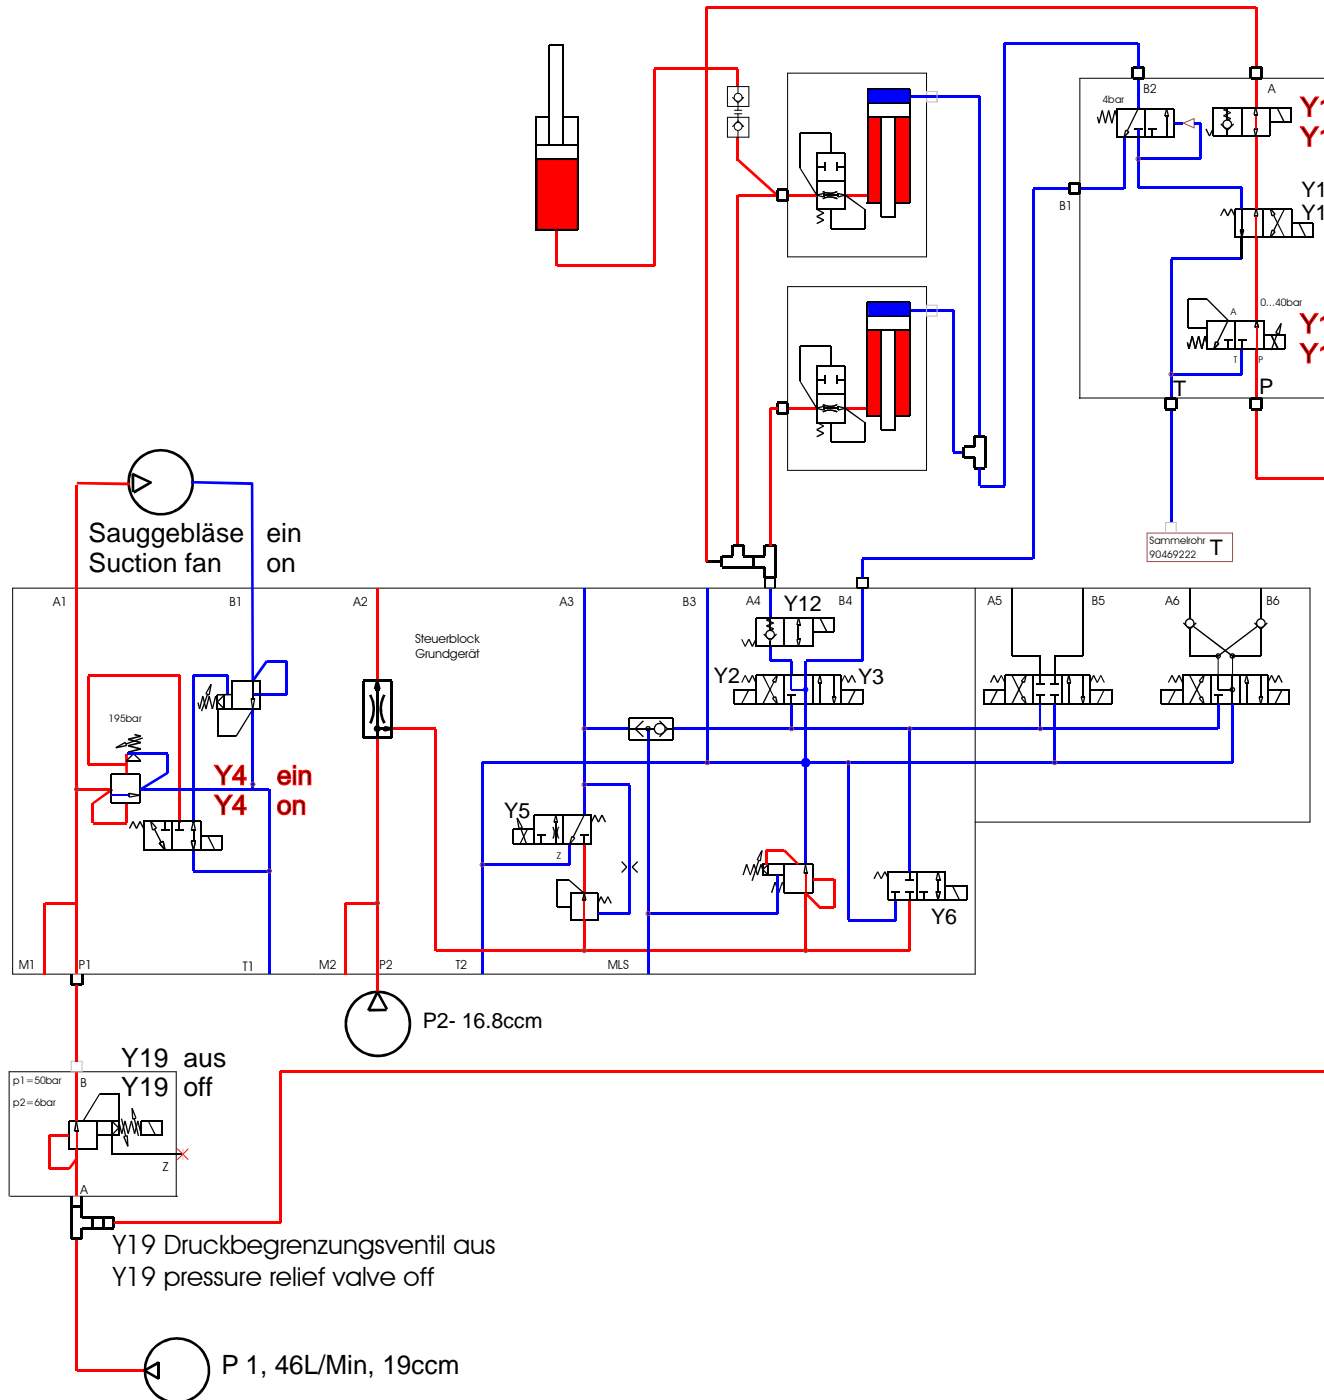 B2
A
4bar
Y1
Y1
Y1
Y1
B1
0...40bar
A
Y1
Y1
T
P
T
P
Sauggebläse ein
Suction fan on
Sammelrohr T
90469222
A1
B1
A2
A3
B3
A4
Y12
B4
A5
B5
A6
B6
Steuerblock
Grundgerät
Y2
Y3
195bar
Y4 ein
Y4 on
Y5
Z
Y6
M1
P1
T1
M2
P2
T2
MLS
P2- 16.8ccm
Y19 aus
Y19 off
p1=50bar
p2=6bar
B
Z
A
Y19 Druckbegrenzungsventil aus
Y19 pressure relief valve off
P 1, 46L/Min, 19ccm